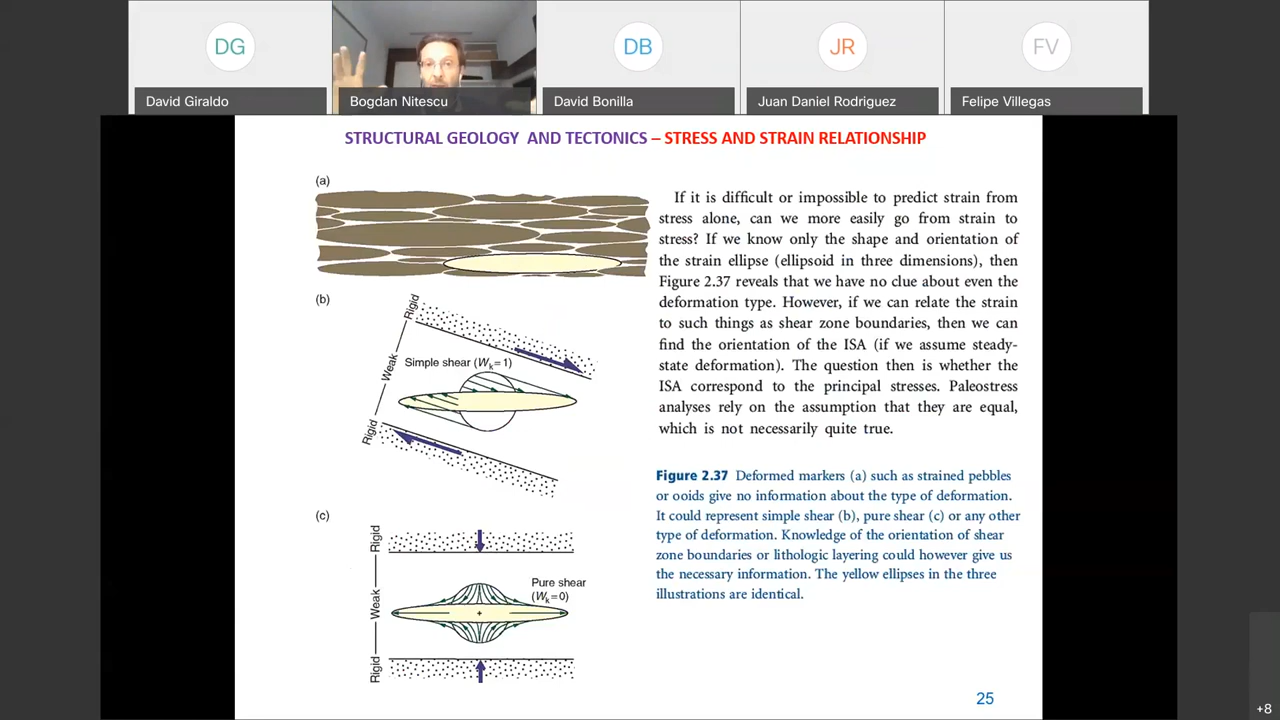 DG
DB
JR
FV
David Giraldo
Bogdan Nitescu
David Bonilla
Juan Daniel Rodriguez
Felipe Villegas
STRUCTURAL GEOLOGY AND TECTONICS – STRESS AND STRAIN RELATIONSHIP
(a)
(b)
Rigid
Weak
Rigid
Simple shear (Wk=1)
(c)
Rigid
Weak
Rigid
Pure shear
(Wk=0)
If it is difficult or impossible to predict strain from
stress alone, can we more easily go from strain to
stress? If we know only the shape and orientation of
the strain ellipse (ellipsoid in three dimensions), then
Figure 2.37 reveals that we have no clue about even the
deformation type. However, if we can relate the strain
to such things as shear zone boundaries, then we can
find the orientation of the ISA (if we assume steady-
state deformation). The question then is whether the
ISA correspond to the principal stresses. Paleostress
analyses rely on the assumption that they are equal,
which is not necessarily quite true.
Figure 2.37 Deformed markers (a) such as strained pebbles
or ooids give no information about the type of deformation.
It could represent simple shear (b), pure shear (c) or any other
type of deformation. Knowledge of the orientation of shear
zone boundaries or lithologic layering could however give us
the necessary information. The yellow ellipses in the three
illustrations are identical.
25
+8